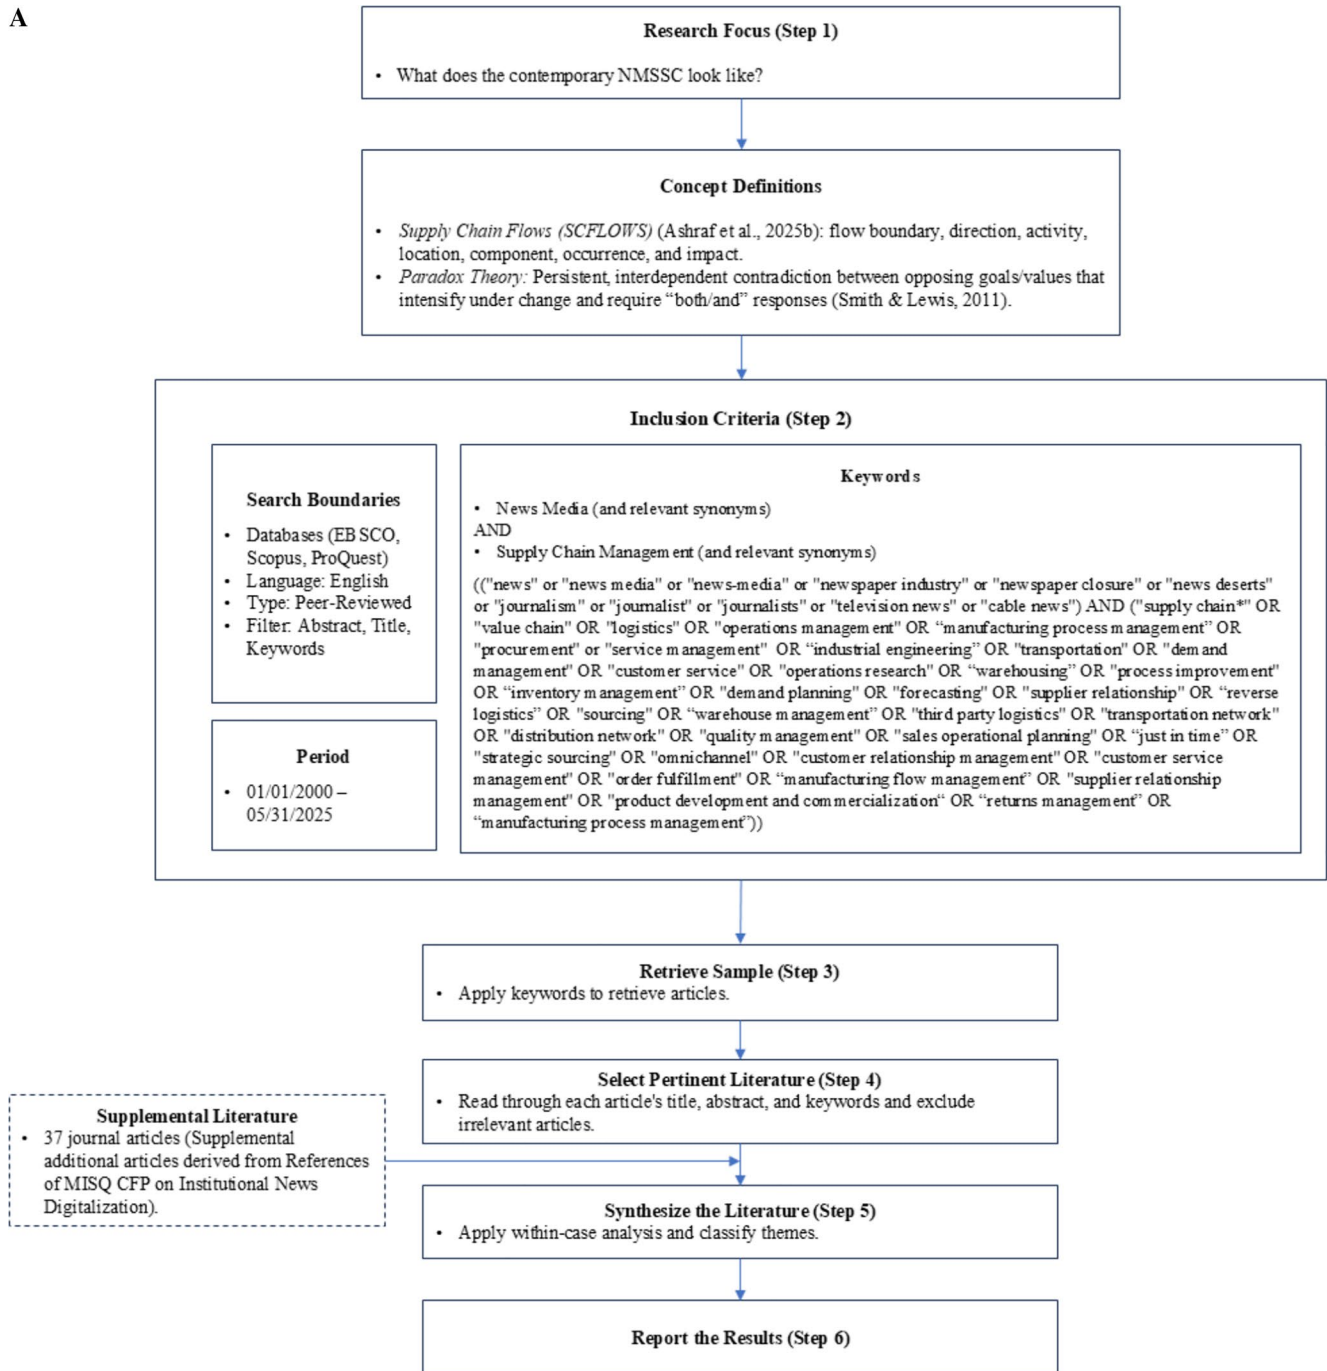 A
Research Focus (Step 1)
• What does the contemporary NMSSC look like?
Concept Definitions
• Supply Chain Flows (SCFLOWS) (Ashraf et al., 2025b): flow boundary, direction, activity,
location, component, occurrence, and impact.
• Paradox Theory: Persistent, interdependent contradiction between opposing goals/values that
intensify under change and require “both/and” responses (Smith & Lewis, 2011).
Inclusion Criteria (Step 2)
Search Boundaries
• Databases (EBSCO,
Scopus, ProQuest)
• Language: English
• Type: Peer-Reviewed
• Filter: Abstract, Title,
Keywords
Period
• 01/01/2000 –
05/31/2025
Keywords
• News Media (and relevant synonyms)
AND
• Supply Chain Management (and relevant synonyms)
(("news" or "news media" or "news-media" or "newspaper industry" or "newspaper closure" or "news deserts"
or "journalism" or "journalist" or "journalists" or "television news" or "cable news") AND ("supply chain*" OR
"value chain" OR "logistics" OR "operations management" OR “manufacturing process management” OR
"procurement" or "service management" OR “industrial engineering” OR "transportation" OR "demand
management" OR "customer service" OR "operations research" OR “warehousing” OR "process improvement"
OR “inventory management” OR "demand planning" OR "forecasting" OR "supplier relationship" OR “reverse
logistics” OR "sourcing" OR “warehouse management” OR "third party logistics" OR "transportation network"
OR "distribution network" OR "quality management" OR "sales operational planning" OR “just in time” OR
"strategic sourcing" OR "omnichannel" OR "customer relationship management" OR "customer service
management" OR "order fulfillment" OR “manufacturing flow management” OR "supplier relationship
management" OR "product development and commercialization“ OR “returns management” OR
“manufacturing process management”))
Retrieve Sample (Step 3)
• Apply keywords to retrieve articles.
Select Pertinent Literature (Step 4)
• Read through each article's title, abstract, and keywords and exclude
irrelevant articles.
Supplemental Literature
• 37 journal articles (Supplemental
additional articles derived from References
of MISQ CFP on Institutional News
Digitalization).
Synthesize the Literature (Step 5)
• Apply within-case analysis and classify themes.
Report the Results (Step 6)